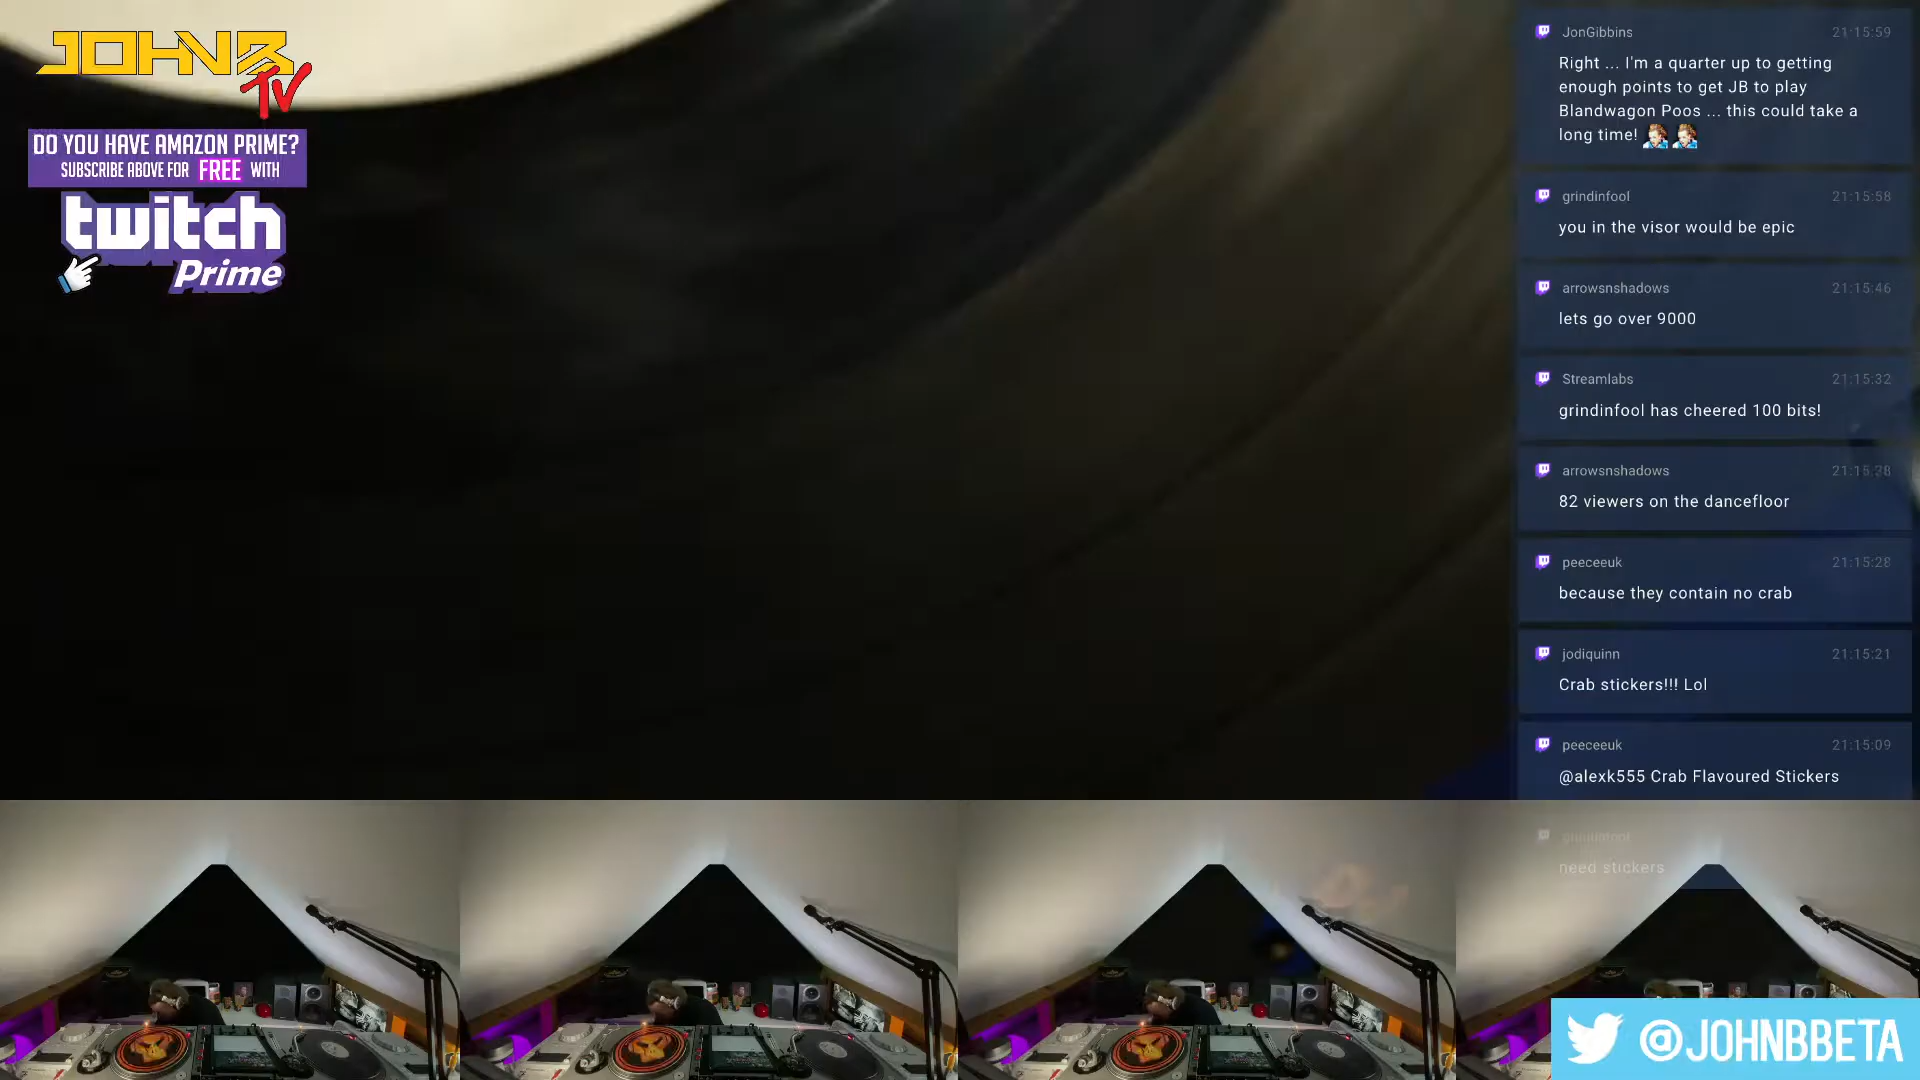 JOHN B
TV
DO YOU HAVE AMAZON PRIME?
SUBSCRIBE ABOVE FOR FREE WITH
twitch
Prime
JonGibbins 21:15:59
Right ... I'm a quarter up to getting
enough points to get JB to play
Blandwagon Poos ... this could take a
long time!
grindinfool 21:15:58
you in the visor would be epic
arrowsnshadows 21:15:46
lets go over 9000
Streamlabs 21:15:32
grindinfool has cheered 100 bits!
arrowsnshadows 21:15:28
82 viewers on the dancefloor
peeceeuk 21:15:28
because they contain no crab
jodiquinn 21:15:21
Crab stickers!!! Lol
peeceeuk 21:15:09
@alexk555 Crab Flavoured Stickers
grindinfool
need stickers
@JOHNBBETA